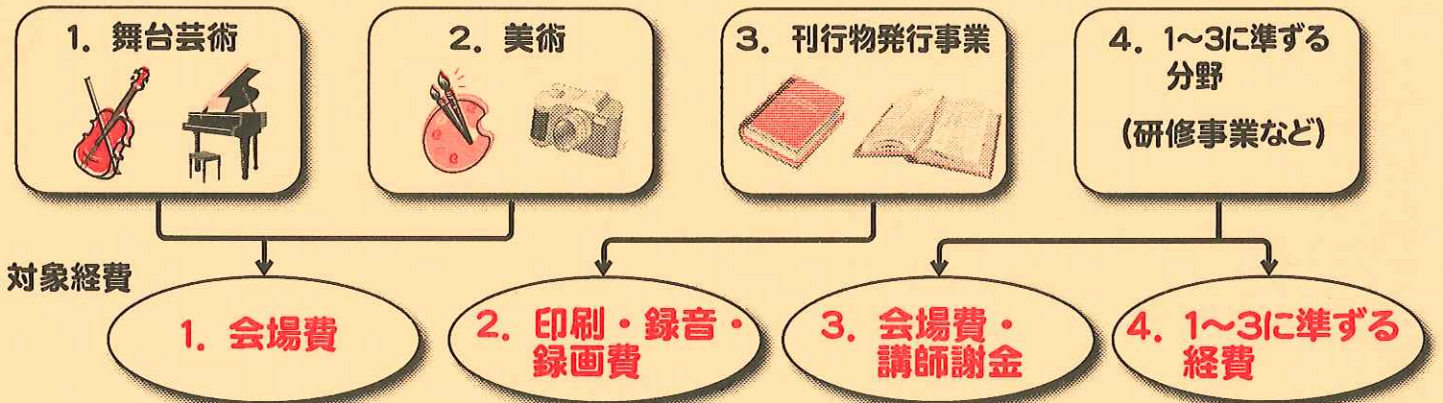 1. 舞台芸術
2. 美術
3. 刊行物発行事業
4. 1～3に準ずる
分野
(研修事業など)
対象経費
1. 会場費
2. 印刷・録音・
録画費
3. 会場費・
講師謝金
4. 1～3に準ずる
経費